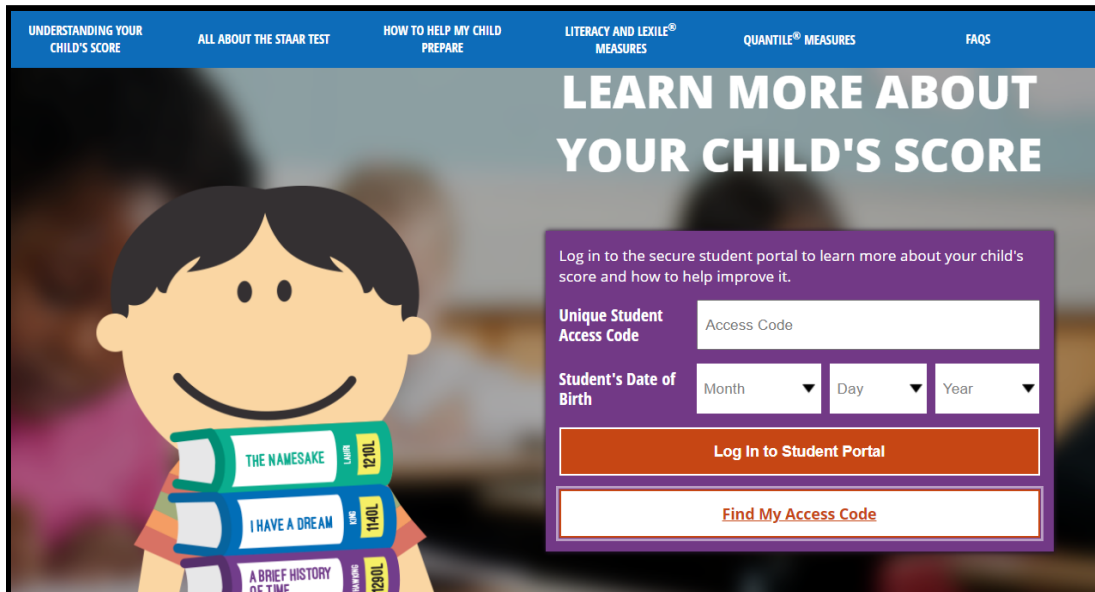 UNDERSTANDING YOUR
CHILD'S SCORE
ALL ABOUT THE STAAR TEST
HOW TO HELP MY CHILD
PREPARE
LITERACY AND LEXILE®
MEASURES
QUANTILE® MEASURES
FAQS
LEARN MORE ABOUT
YOUR CHILD'S SCORE
Log in to the secure student portal to learn more about your child's
score and how to help improve it.
Unique Student
Access Code
Access Code
Student's Date of
Birth
Month
Day
Year
Log In to Student Portal
Find My Access Code
THE NAMESAKE
LAHIRI
1210L
I HAVE A DREAM
KING
1140L
A BRIEF HISTORY
OF TIME
HAWKING
1290L